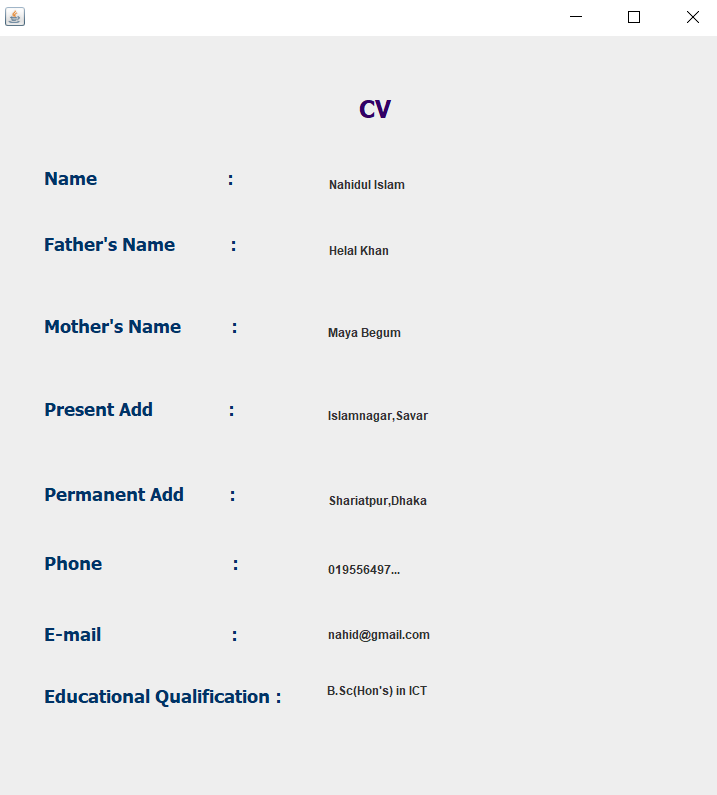 CV
Name : Nahidul Islam
Father's Name : Helal Khan
Mother's Name : Maya Begum
Present Add : Islamnagar,Savar
Permanent Add : Shariatpur,Dhaka
Phone : 019556497...
E-mail : nahid@gmail.com
Educational Qualification : B.Sc(Hon's) in ICT